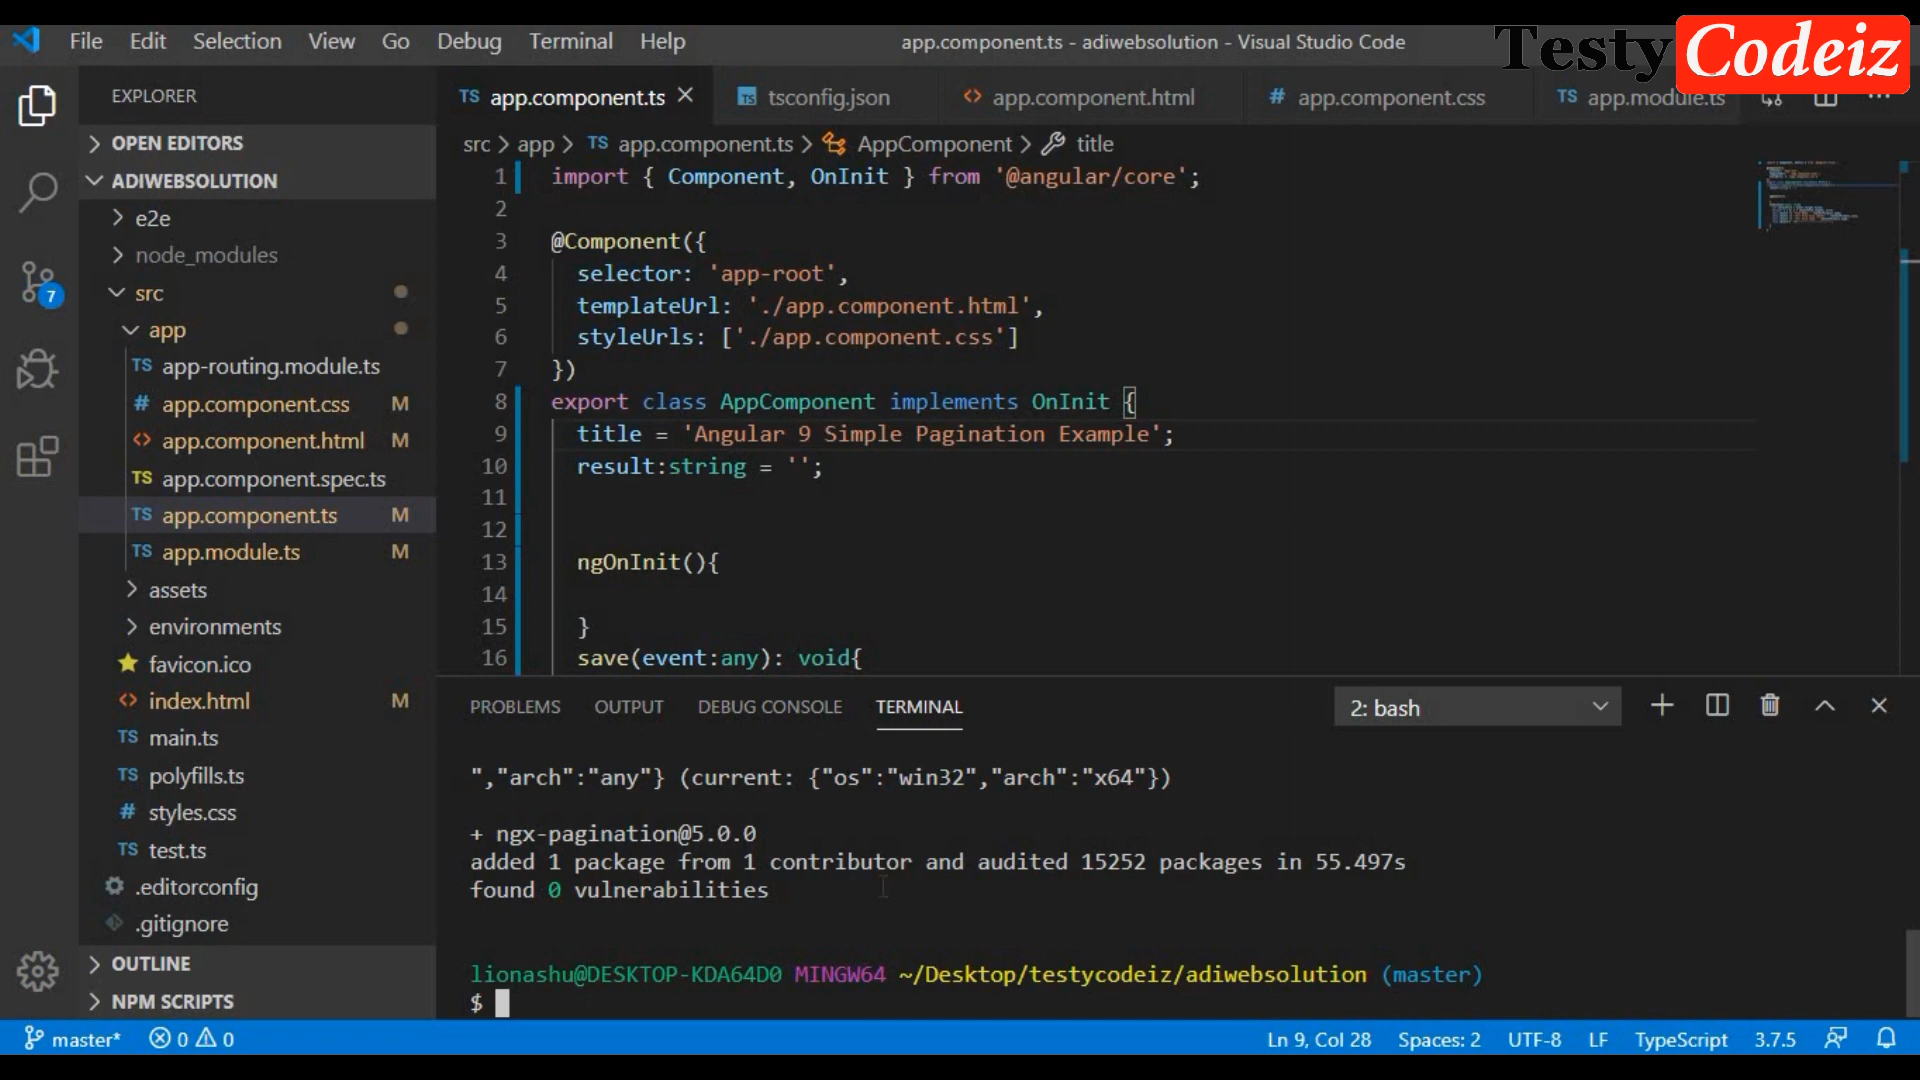 File Edit Selection View Go Debug Terminal Help
app.component.ts - adiwebsolution - Visual Studio Code
Testy Codeiz
EXPLORER
OPEN EDITORS
ADIWEBSOLUTION
e2e
node_modules
src
app
TS app-routing.module.ts
# app.component.css M
<> app.component.html M
TS app.component.spec.ts
TS app.component.ts M
TS app.module.ts M
assets
environments
favicon.ico
<> index.html M
TS main.ts
TS polyfills.ts
# styles.css
TS test.ts
.editorconfig
.gitignore
OUTLINE
NPM SCRIPTS
7
TS app.component.ts
TS tsconfig.json
<> app.component.html
# app.component.css
TS app.module.ts
src > app > TS app.component.ts > AppComponent > title
1 import { Component, OnInit } from '@angular/core';
2
3 @Component({
4 selector: 'app-root',
5 templateUrl: './app.component.html',
6 styleUrls: ['./app.component.css']
7 })
8 export class AppComponent implements OnInit {
9 title = 'Angular 9 Simple Pagination Example';
10 result:string = '';
11
12
13 ngOnInit(){
14
15 }
16 save(event:any): void{
PROBLEMS OUTPUT DEBUG CONSOLE TERMINAL
2: bash
","arch":"any"} (current: {"os":"win32","arch":"x64"})
+ ngx-pagination@5.0.0
added 1 package from 1 contributor and audited 15252 packages in 55.497s
found 0 vulnerabilities
lionashu@DESKTOP-KDA64D0 MINGW64 ~/Desktop/testycodeiz/adiwebsolution (master)
$
master* 0 0
Ln 9, Col 28 Spaces: 2 UTF-8 LF TypeScript 3.7.5